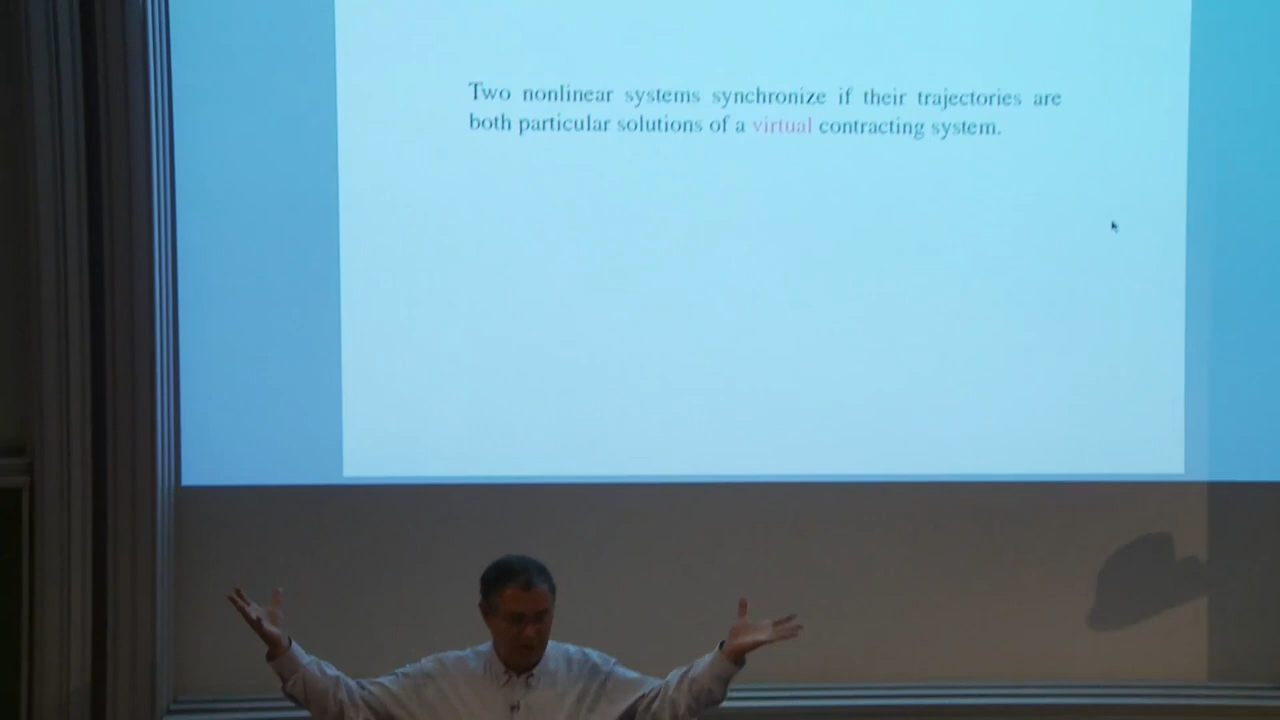 Two nonlinear systems synchronize if their trajectories are
both particular solutions of a virtual contracting system.